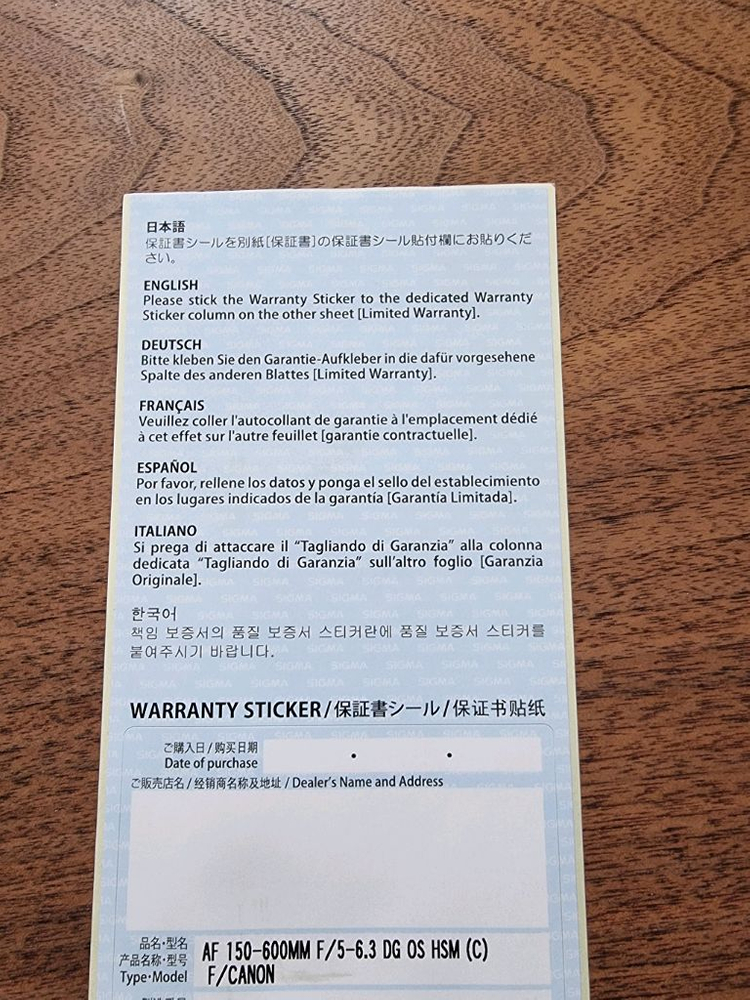 日本語
保証書シールを別紙[保証書]の保証書シール貼付欄にお貼りくだ
さい。
ENGLISH
Please stick the Warranty Sticker to the dedicated Warranty
Sticker column on the other sheet [Limited Warranty].
DEUTSCH
Bitte kleben Sie den Garantie-Aufkleber in die dafür vorgesehene
Spalte des anderen Blattes [Limited Warranty].
FRANÇAIS
Veuillez coller l'autocollant de garantie à l'emplacement dédié
à cet effet sur l'autre feuillet [garantie contractuelle].
ESPAÑOL
Por favor, rellene los datos y ponga el sello del establecimiento
en los lugares indicados de la garantía [Garantía Limitada].
ITALIANO
Si prega di attaccare il “Tagliando di Garanzia” alla colonna
dedicata “Tagliando di Garanzia” sull'altro foglio [Garanzia
Originale].
한국어
책임 보증서의 품질 보증서 스티커란에 품질 보증서 스티커를
붙여주시기 바랍니다.
WARRANTY STICKER/保証書シール/保证书贴纸
ご購入日/购买日期
Date of purchase
ご販売店名/经销商名称及地址/Dealer's Name and Address
品名・型名
产品名称・型号
Type・Model
AF 150-600MM F/5-6.3 DG OS HSM (C)
F/CANON